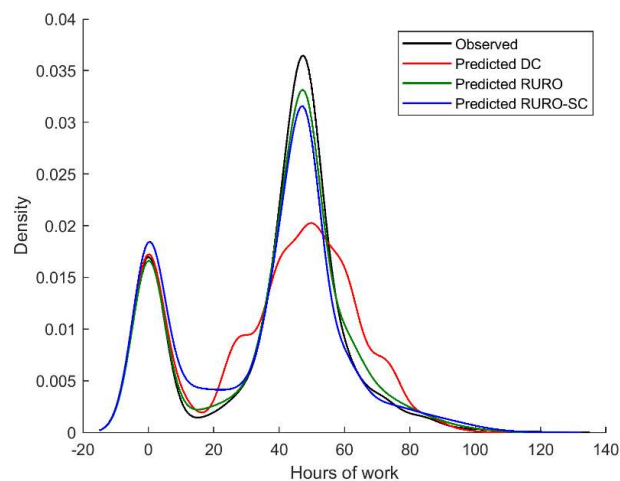 0.04
0.035
0.03
0.025
0.02
0.015
0.01
0.005
0
Density
Observed
Predicted DC
Predicted RURO
Predicted RURO-SC
-20 0 20 40 60 80 100 120 140
Hours of work